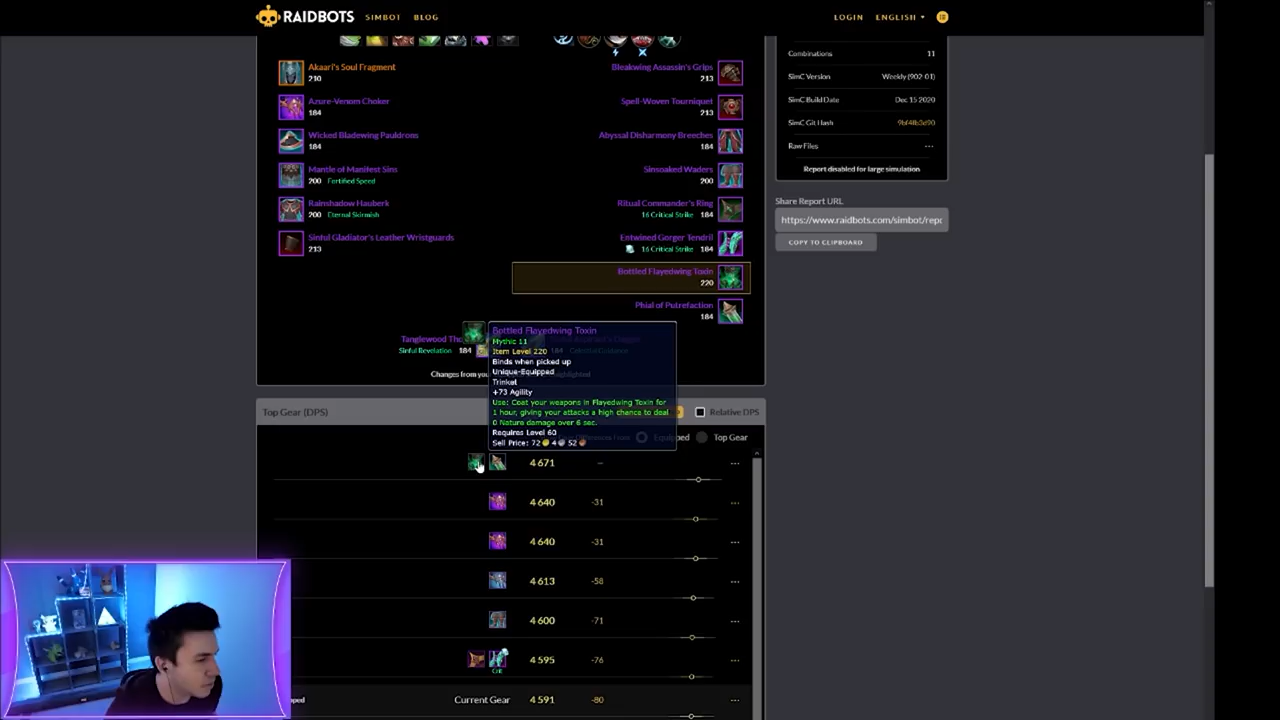 RAIDBOTS SIMBOT BLOG LOGIN ENGLISH
Akaari's Soul Fragment
210
Azure-Venom Choker
184
Wicked Bladewing Pauldrons
184
Mantle of Manifest Sins
200 Fortified Speed
Rainshadow Hauberk
200 Eternal Skirmish
Sinful Gladiator's Leather Wristguards
213
Bleakwing Assassin's Grips
213
Spell-Woven Tourniquet
213
Abyssal Disharmony Breeches
184
Sinsoaked Waders
200
Ritual Commander's Ring
16 Critical Strike 184
Entwined Gorger Tendril
16 Critical Strike 184
Bottled Flayedwing Toxin
220
Phial of Putrefaction
184
Tanglewood Tho
Sinful Revelation 184
Changes from you
Bottled Flayedwing Toxin
Mythic 11
Item Level 220
Binds when picked up
Unique-Equipped
Trinket
+73 Agility
Use: Coat your weapons in Flayedwing Toxin for
1 hour, giving your attacks a high chance to deal
0 Nature damage over 6 sec.
Requires Level 60
Sell Price: 72 4 52
Combinations 11
SimC Version Weekly (902-01)
SimC Build Date Dec 15 2020
SimC Git Hash
Raw Files ...
Report disabled for large simulation
Share Report URL
https://www.raidbots.com/simbot/repo
COPY TO CLIPBOARD
Top Gear (DPS) Relative DPS
Equipped Top Gear
4 671 – ...
4 640 -31 ...
4 640 -31 ...
4 613 -58 ...
4 600 -71 ...
Crit 4 595 -76 ...
pped Current Gear 4 591 -80 ...